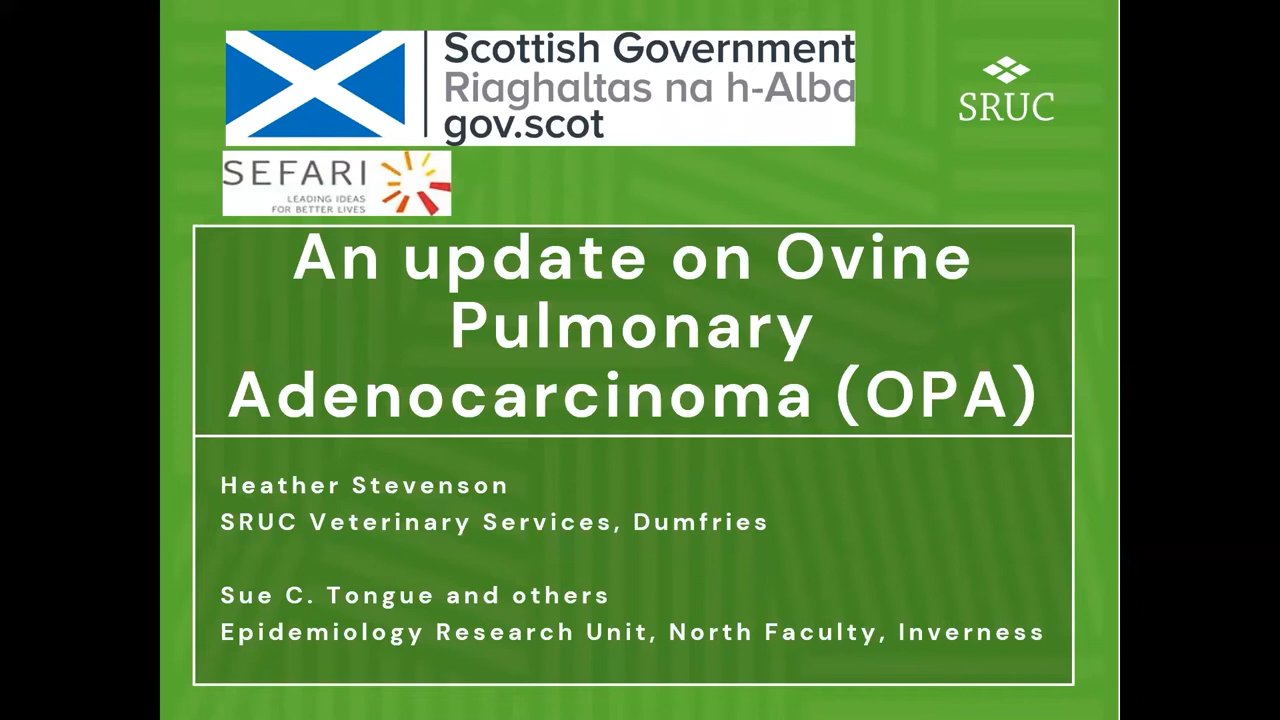 Scottish Government
Riaghaltas na h-Alba
gov.scot
SRUC
SEFARI
LEADING IDEAS
FOR BETTER LIVES
An update on Ovine
Pulmonary
Adenocarcinoma (OPA)
Heather Stevenson
SRUC Veterinary Services, Dumfries
Sue C. Tongue and others
Epidemiology Research Unit, North Faculty, Inverness